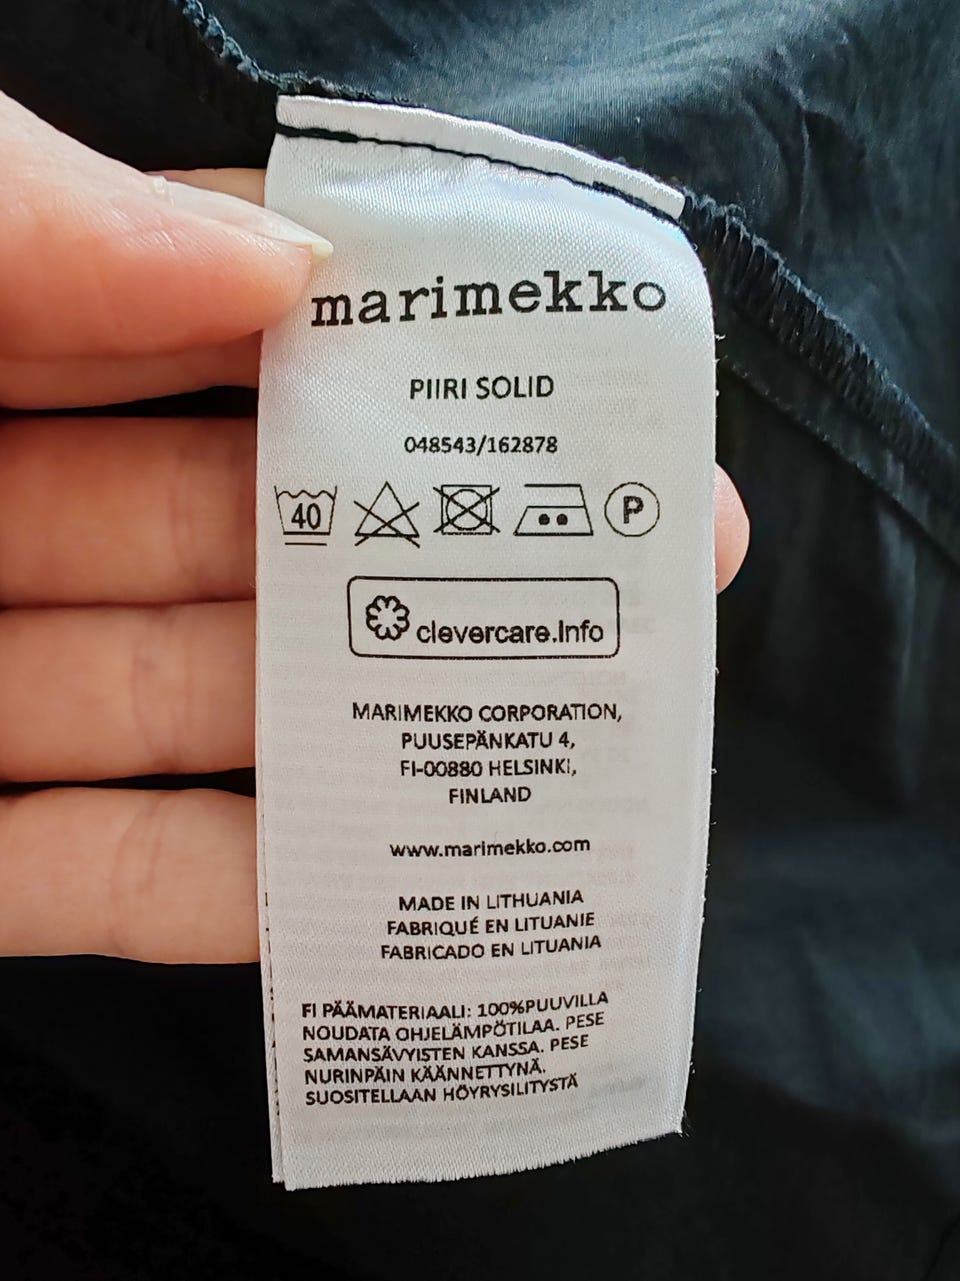 marimekko
PIIRI SOLID
048543/162878
40 P
clevercare.info
MARIMEKKO CORPORATION,
PUUSEPÄNKATU 4,
FI-00880 HELSINKI,
FINLAND
www.marimekko.com
MADE IN LITHUANIA
FABRIQUÉ EN LITUANIE
FABRICADO EN LITUANIA
FI PÄÄMATERIAALI: 100%PUUVILLA
NOUDATA OHJELÄMPÖTILAA. PESE
SAMANSÄVYISTEN KANSSA. PESE
NURINPÄIN KÄÄNNETTYNÄ.
SUOSITELLAAN HÖYRYSILITYSTÄ